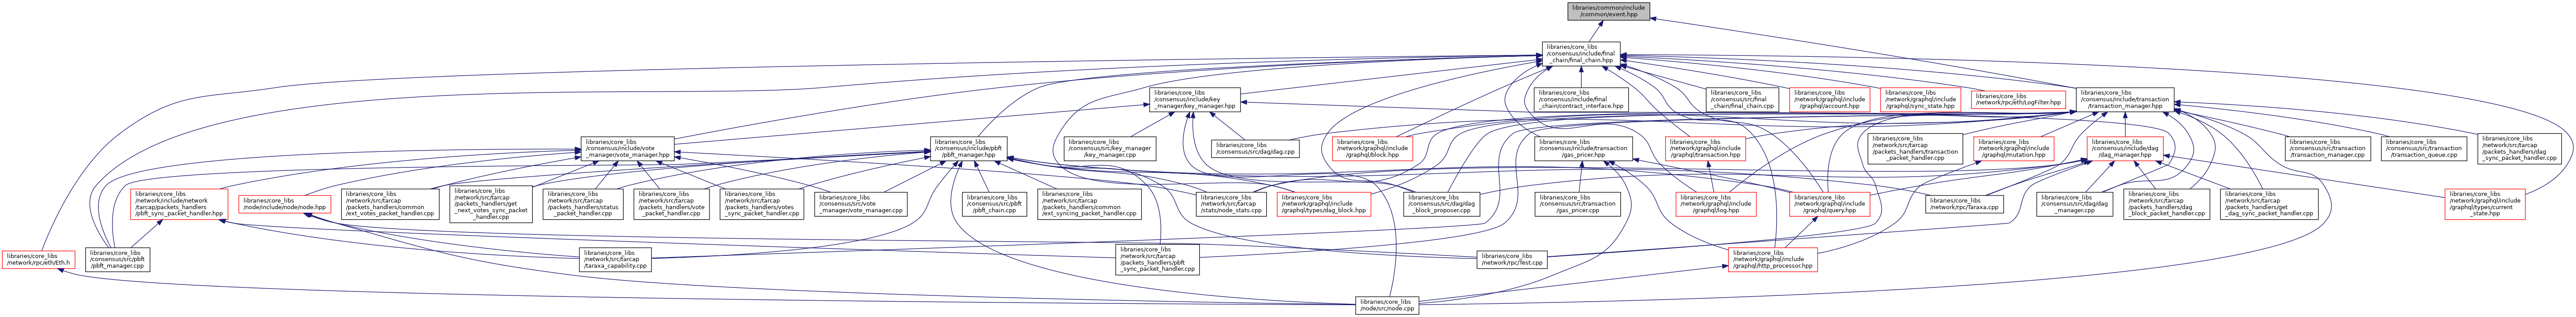 libraries/common/include
/common/event.hpp
libraries/core_libs
/consensus/include/final
_chain/final_chain.hpp
libraries/core_libs
/consensus/include/key
_manager/key_manager.hpp
libraries/core_libs
/consensus/include/final
_chain/contract_interface.hpp
libraries/core_libs
/consensus/src/final
_chain/final_chain.cpp
libraries/core_libs
/network/graphql/include
/graphql/account.hpp
libraries/core_libs
/network/graphql/include
/graphql/sync_state.hpp
libraries/core_libs
/network/rpc/eth/LogFilter.hpp
libraries/core_libs
/consensus/include/transaction
/transaction_manager.hpp
libraries/core_libs
/consensus/include/vote
_manager/vote_manager.hpp
libraries/core_libs
/consensus/include/pbft
/pbft_manager.hpp
libraries/core_libs
/consensus/src/key_manager
/key_manager.cpp
libraries/core_libs
/consensus/src/dag/dag.cpp
libraries/core_libs
/network/graphql/include
/graphql/block.hpp
libraries/core_libs
/consensus/include/transaction
/gas_pricer.hpp
libraries/core_libs
/network/graphql/include
/graphql/transaction.hpp
libraries/core_libs
/network/src/tarcap
/packets_handlers/transaction
_packet_handler.cpp
libraries/core_libs
/network/graphql/include
/graphql/mutation.hpp
libraries/core_libs
/consensus/include/dag
/dag_manager.hpp
libraries/core_libs
/consensus/src/transaction
/transaction_manager.cpp
libraries/core_libs
/consensus/src/transaction
/transaction_queue.cpp
libraries/core_libs
/network/src/tarcap
/packets_handlers/dag
_sync_packet_handler.cpp
libraries/core_libs
/network/include/network
/tarcap/packets_handlers
/pbft_sync_packet_handler.hpp
libraries/core_libs
/node/include/node/node.hpp
libraries/core_libs
/network/src/tarcap
/packets_handlers/common
/ext_votes_packet_handler.cpp
libraries/core_libs
/network/src/tarcap
/packets_handlers/get
_next_votes_sync_packet
_handler.cpp
libraries/core_libs
/network/src/tarcap
/packets_handlers/status
_packet_handler.cpp
libraries/core_libs
/network/src/tarcap
/packets_handlers/vote
_packet_handler.cpp
libraries/core_libs
/network/src/tarcap
/packets_handlers/votes
_sync_packet_handler.cpp
libraries/core_libs
/consensus/src/vote
_manager/vote_manager.cpp
libraries/core_libs
/consensus/src/pbft
/pbft_chain.cpp
libraries/core_libs
/network/src/tarcap
/packets_handlers/common
/ext_syncing_packet_handler.cpp
libraries/core_libs
/network/src/tarcap
/stats/node_stats.cpp
libraries/core_libs
/network/graphql/include
/graphql/types/dag_block.hpp
libraries/core_libs
/consensus/src/dag/dag
_block_proposer.cpp
libraries/core_libs
/consensus/src/transaction
/gas_pricer.cpp
libraries/core_libs
/network/graphql/include
/graphql/log.hpp
libraries/core_libs
/network/graphql/include
/graphql/query.hpp
libraries/core_libs
/network/rpc/Taraxa.cpp
libraries/core_libs
/consensus/src/dag/dag
_manager.cpp
libraries/core_libs
/network/src/tarcap
/packets_handlers/dag
_block_packet_handler.cpp
libraries/core_libs
/network/src/tarcap
/packets_handlers/get
_dag_sync_packet_handler.cpp
libraries/core_libs
/network/graphql/include
/graphql/types/current
_state.hpp
libraries/core_libs
/network/rpc/eth/Eth.h
libraries/core_libs
/consensus/src/pbft
/pbft_manager.cpp
libraries/core_libs
/network/src/tarcap
/taraxa_capability.cpp
libraries/core_libs
/network/src/tarcap
/packets_handlers/pbft
_sync_packet_handler.cpp
libraries/core_libs
/network/rpc/Test.cpp
libraries/core_libs
/network/graphql/include
/graphql/http_processor.hpp
libraries/core_libs
/node/src/node.cpp